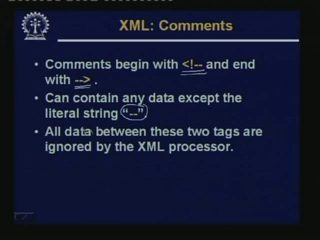 XML: Comments
• Comments begin with <!-- and end
with --> .
• Can contain any data except the
literal string “--”.
• All data between these two tags are
ignored by the XML processor.